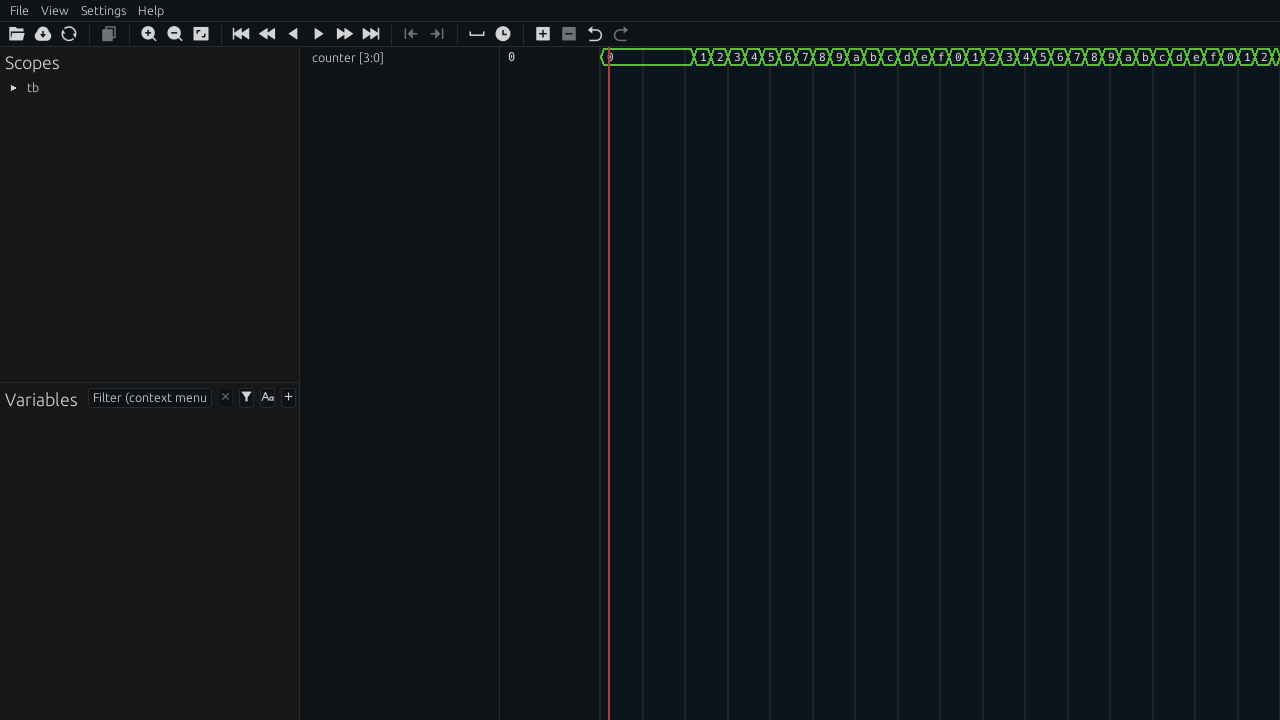 File View Settings Help
Scopes
tb
Variables Filter (context menu × Aa +
counter [3:0] 0 0 1 2 3 4 5 6 7 8 9 a b c d e f 0 1 2 3 4 5 6 7 8 9 a b c d e f 0 1 2